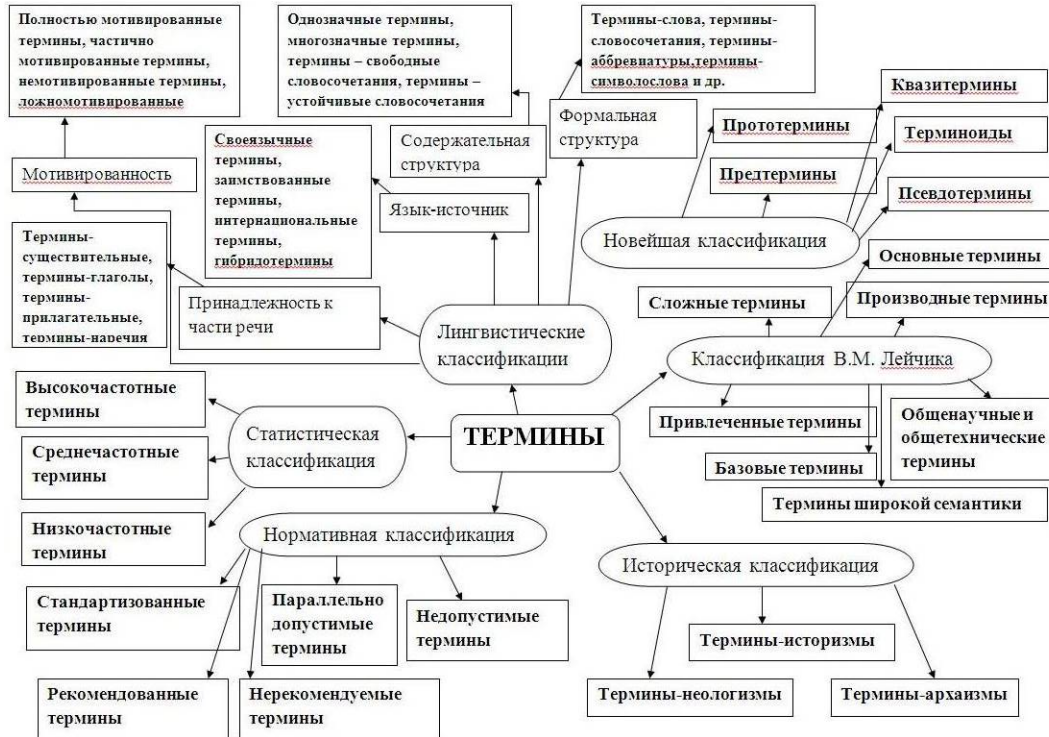 Полностью мотивированные
термины, частично
мотивированные термины,
немотивированные термины,
ложномотивированные
Однозначные термины,
многозначные термины,
термины – свободные
словосочетания, термины –
устойчивые словосочетания
Термины-слова, термины-
словосочетания, термины-
аббревиатуры,термины-
символослова и др.
Квазитермины
Мотивированность
Своеязычные
термины,
заимствованные
термины,
интернациональные
термины,
гибридотермины
Содержательная
структура
Формальная
структура
Прототермины
Терминоиды
Предтермины
Псевдотермины
Язык-источник
Новейшая классификация
Термины-
существительные,
термины-глаголы,
термины-
прилагательные,
термины-наречия
Принадлежность к
части речи
Основные термины
Сложные термины
Производные термины
Лингвистические
классификации
Классификация В.М. Лейчика
Высокочастотные
термины
Статистическая
классификация
ТЕРМИНЫ
Привлеченные термины
Общенаучные и
общетехнические
термины
Среднечастотные
термины
Базовые термины
Термины широкой семантики
Низкочастотные
термины
Нормативная классификация
Историческая классификация
Стандартизованные
термины
Параллельно
допустимые
термины
Недопустимые
термины
Термины-историзмы
Рекомендованные
термины
Нерекомендуемые
термины
Термины-неологизмы
Термины-архаизмы